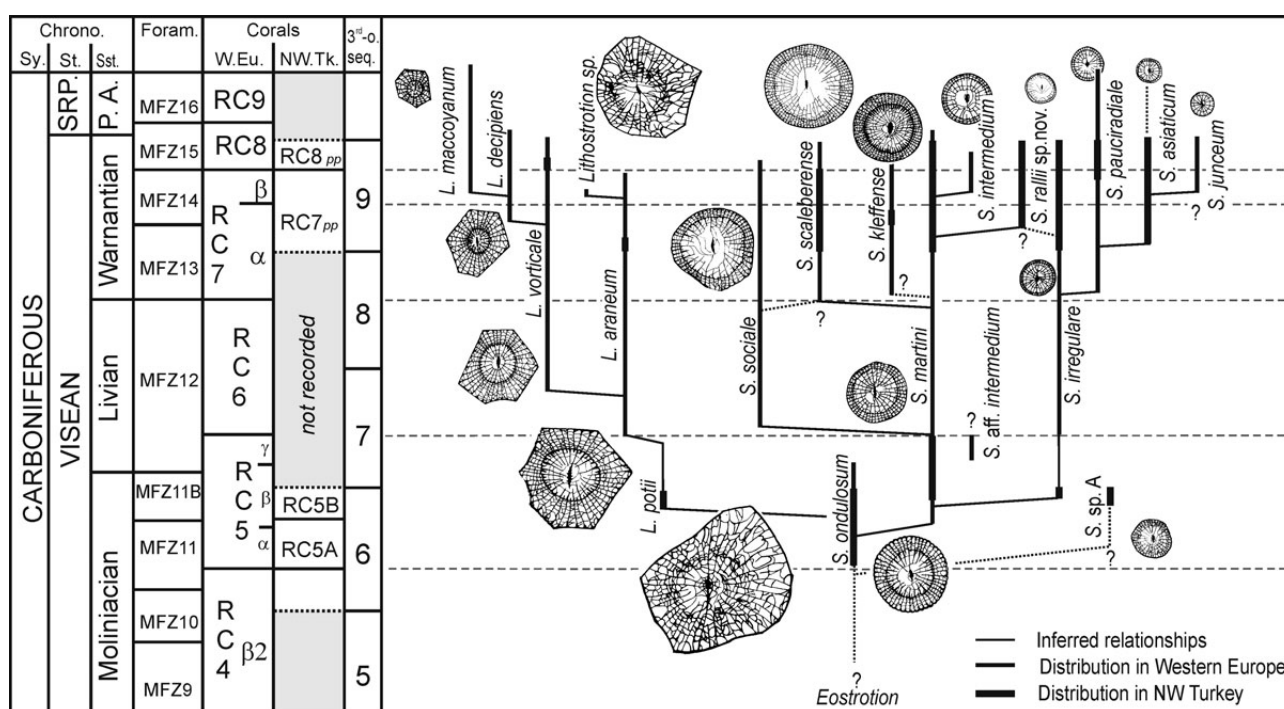 Chrono.
Foram.
Corals
3rd-o.
seq.
Sy.
St.
Sst.
W.Eu.
NW.Tk.
CARBONIFEROUS
SRP.
VISEAN
P. A.
Warnantian
Livian
Moliniacian
MFZ16
MFZ15
MFZ14
MFZ13
MFZ12
MFZ11B
MFZ11
MFZ10
MFZ9
RC9
RC8
RC7
β
α
RC6
RC5
γ
β
α
RC4
β2
RC8 pp
RC7 pp
not recorded
RC5B
RC5A
9
8
7
6
5
L. maccoyanum
L. decipiens
L. vorticale
Lithostrotion sp.
L. araneum
L. potii
S. sociale
S. scaleberense
S. kleffense
S. ondulosum
S. martini
S. intermedium
S. aff. intermedium
S. rallii sp.nov.
S. irregulare
S. pauciradiale
S. asiaticum
S. junceum
S. sp. A
?
?
?
?
?
?
?
Eostrotion
Inferred relationships
Distribution in Western Europe
Distribution in NW Turkey